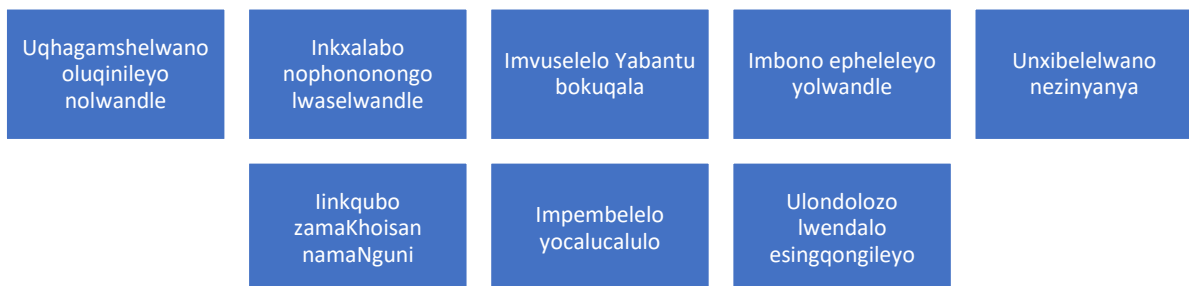 Uqhagamshelwano
oluqinileyo
nolwandle
Inkxalabo
nophononongo
lwaselwandle
Imvuselelo Yabantu
bokuqala
Imbono epheleleyo
yolwandle
Unxibelelwano
nezinyanya
Iinkqubo
zamaKhoisan
namaNguni
Impembelelo
yocalucalulo
Ulondolozo
lwendalo
esingqongileyo